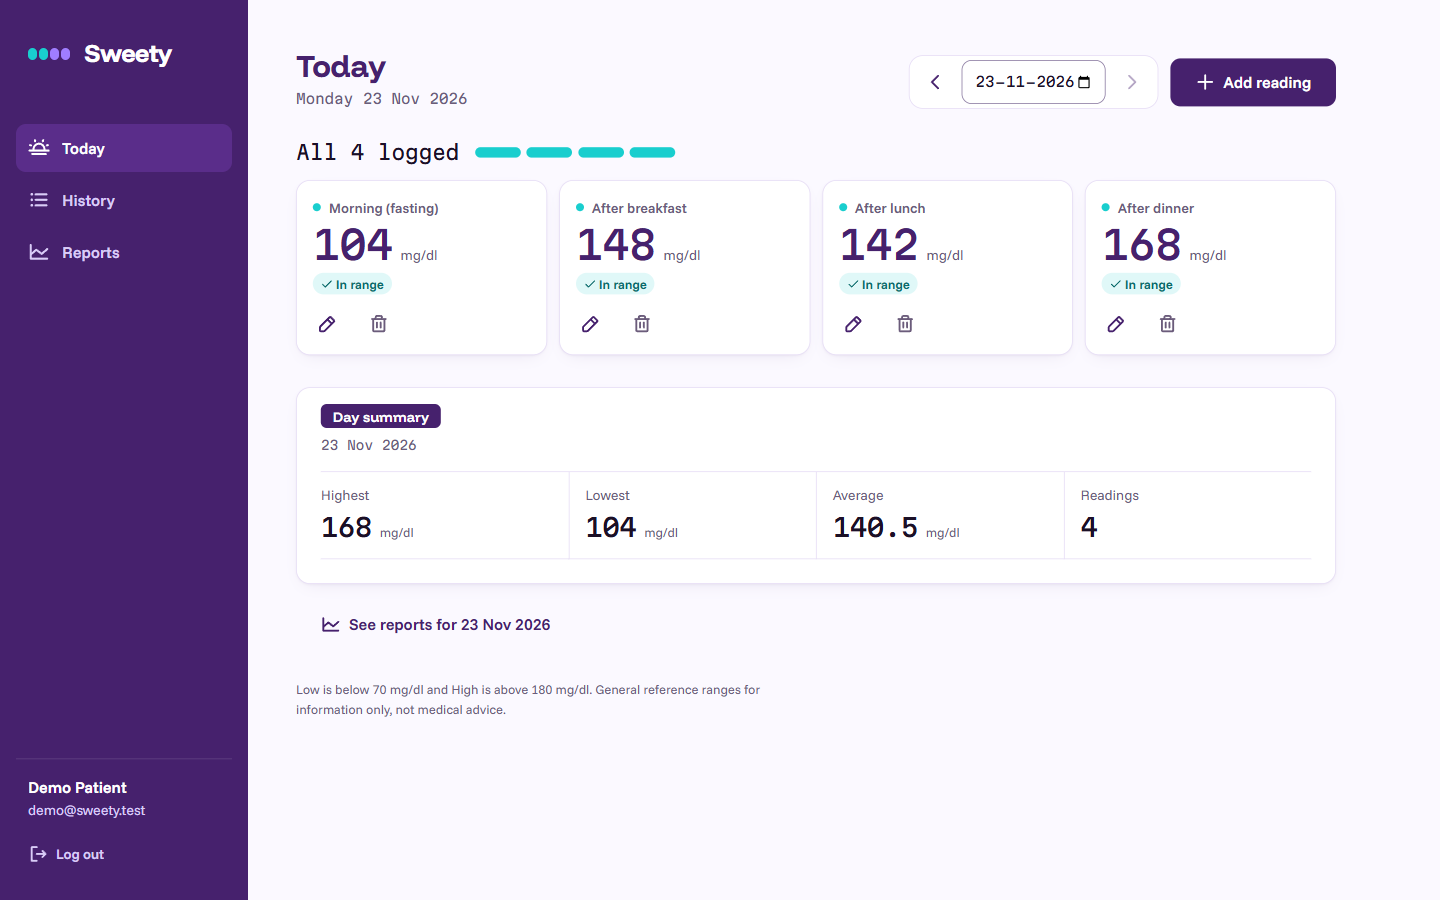 Sweety
Today
History
Reports
Demo Patient
demo@sweety.test
Log out
Today
Monday 23 Nov 2026
23-11-2026
Add reading
All 4 logged
Morning (fasting)
104 mg/dl
In range
After breakfast
148 mg/dl
In range
After lunch
142 mg/dl
In range
After dinner
168 mg/dl
In range
Day summary
23 Nov 2026
Highest
168 mg/dl
Lowest
104 mg/dl
Average
140.5 mg/dl
Readings
4
See reports for 23 Nov 2026
Low is below 70 mg/dl and High is above 180 mg/dl. General reference ranges for
information only, not medical advice.